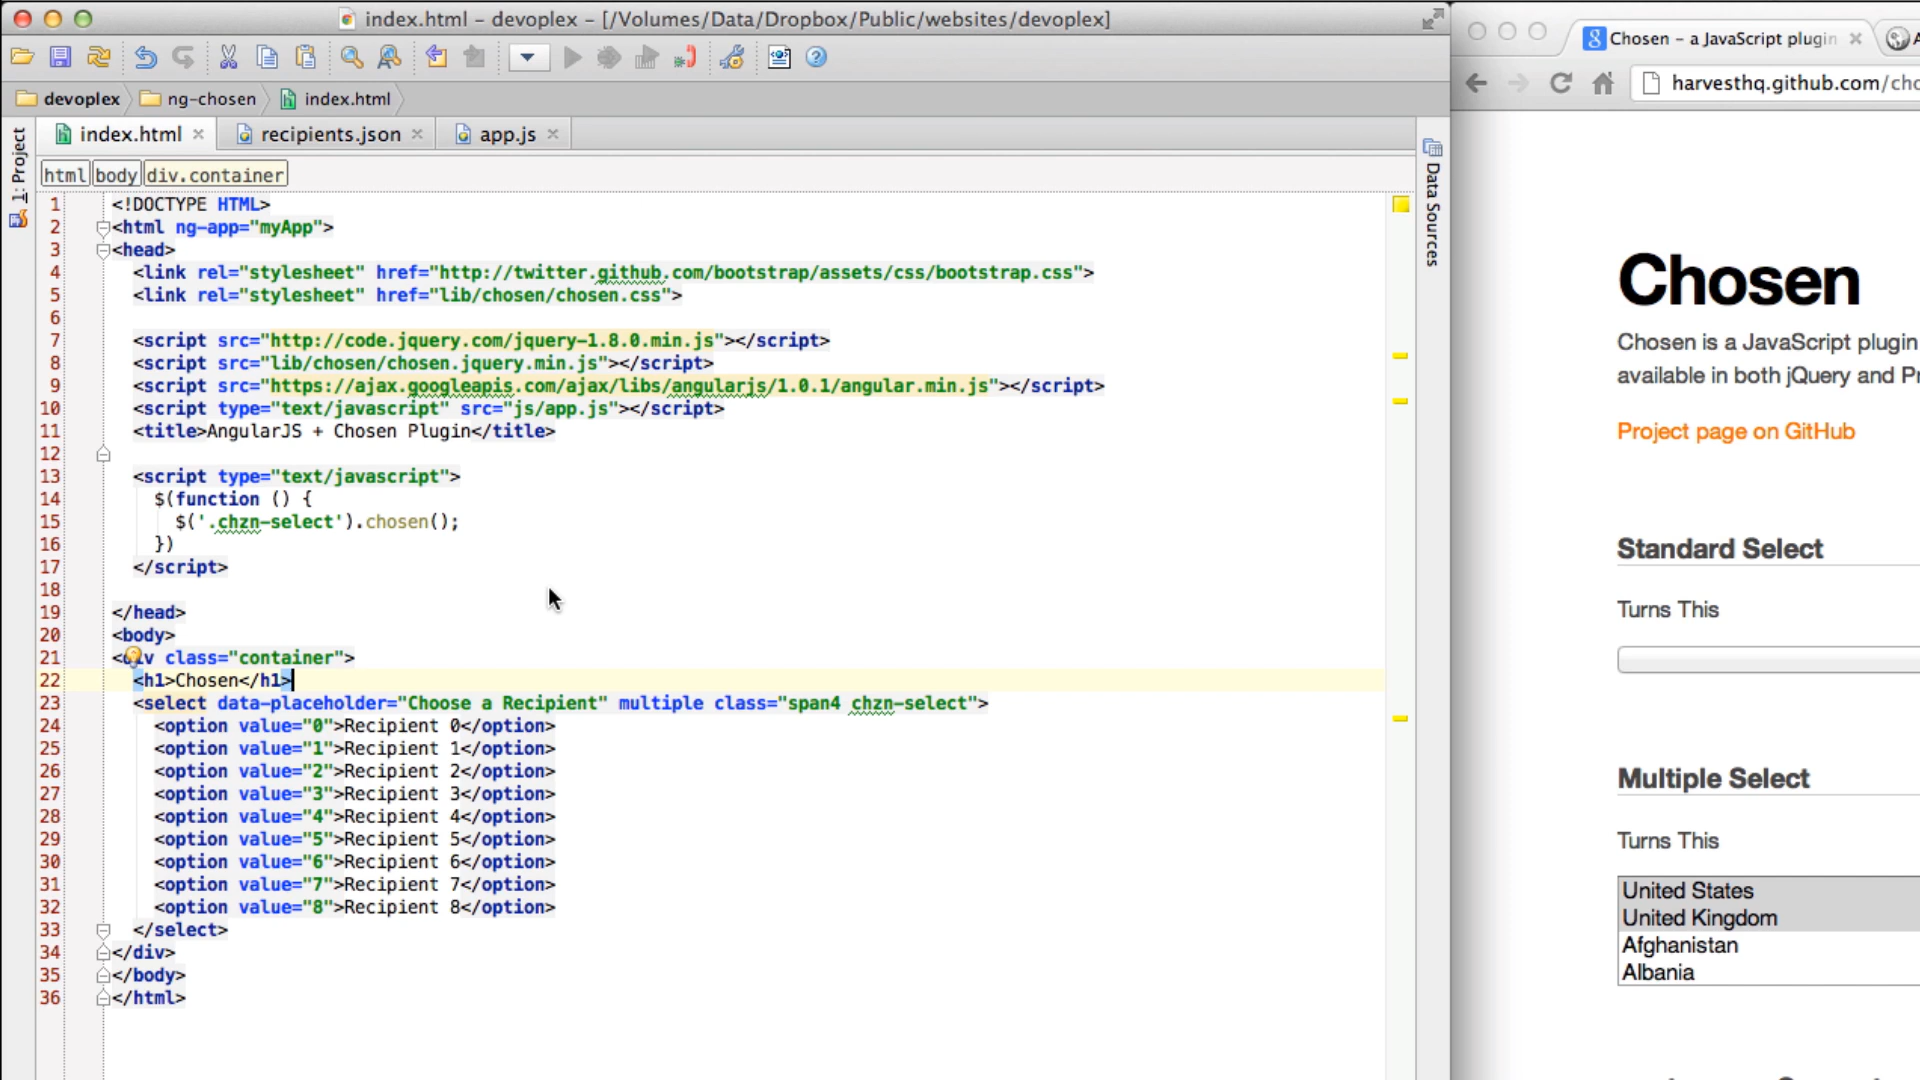 index.html – devoplex – [/Volumes/Data/Dropbox/Public/websites/devoplex]
devoplex ng-chosen index.html
index.html recipients.json app.js
html body div.container
1: Project
Data Sources
1 <!DOCTYPE HTML>
2 <html ng-app="myApp">
3 <head>
4 <link rel="stylesheet" href="http://twitter.github.com/bootstrap/assets/css/bootstrap.css">
5 <link rel="stylesheet" href="lib/chosen/chosen.css">
6
7 <script src="http://code.jquery.com/jquery-1.8.0.min.js"></script>
8 <script src="lib/chosen/chosen.jquery.min.js"></script>
9 <script src="https://ajax.googleapis.com/ajax/libs/angularjs/1.0.1/angular.min.js"></script>
10 <script type="text/javascript" src="js/app.js"></script>
11 <title>AngularJS + Chosen Plugin</title>
12
13 <script type="text/javascript">
14 $(function () {
15 $('.chzn-select').chosen();
16 })
17 </script>
18
19 </head>
20 <body>
21 <div class="container">
22 <h1>Chosen</h1>
23 <select data-placeholder="Choose a Recipient" multiple class="span4 chzn-select">
24 <option value="0">Recipient 0</option>
25 <option value="1">Recipient 1</option>
26 <option value="2">Recipient 2</option>
27 <option value="3">Recipient 3</option>
28 <option value="4">Recipient 4</option>
29 <option value="5">Recipient 5</option>
30 <option value="6">Recipient 6</option>
31 <option value="7">Recipient 7</option>
32 <option value="8">Recipient 8</option>
33 </select>
34 </div>
35 </body>
36 </html>
Chosen – a JavaScript plugin
harvesthq.github.com/cho
Chosen
Chosen is a JavaScript plugin
available in both jQuery and Pr
Project page on GitHub
Standard Select
Turns This
Multiple Select
Turns This
United States
United Kingdom
Afghanistan
Albania